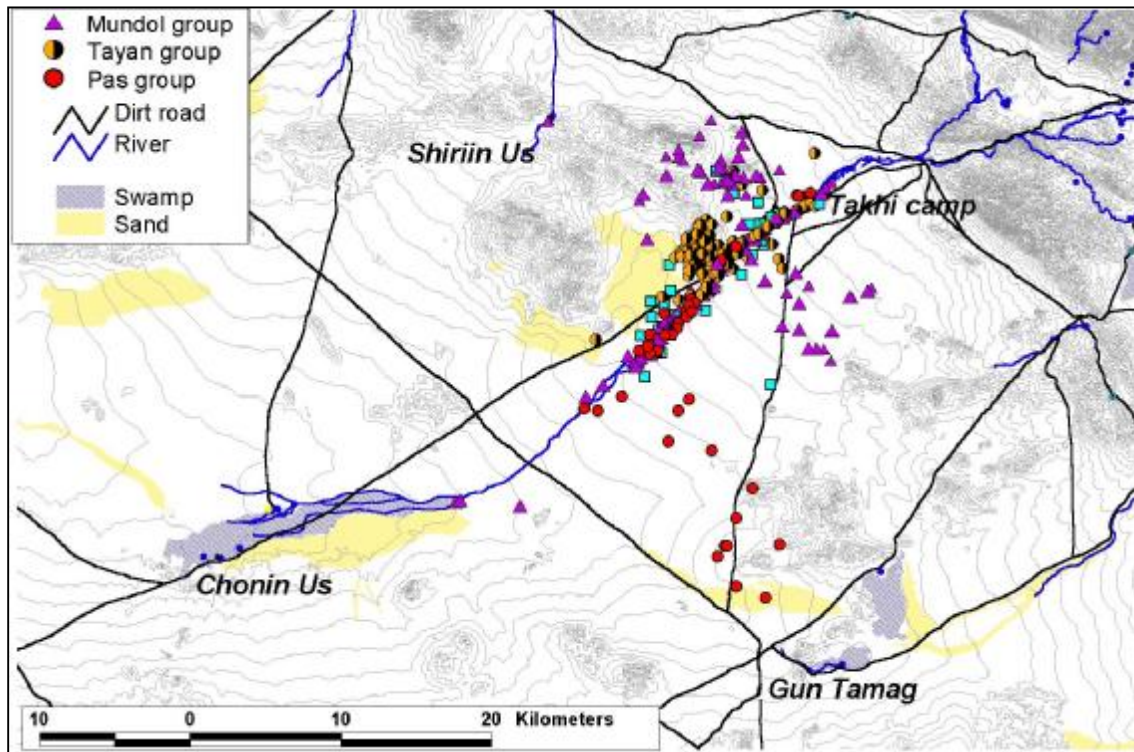 Mundol group
Tayan group
Pas group
Dirt road
River
Swamp
Sand
Shiriin Us
Takhi camp
Chonin Us
Gun Tamag
10 0 10 20 Kilometers